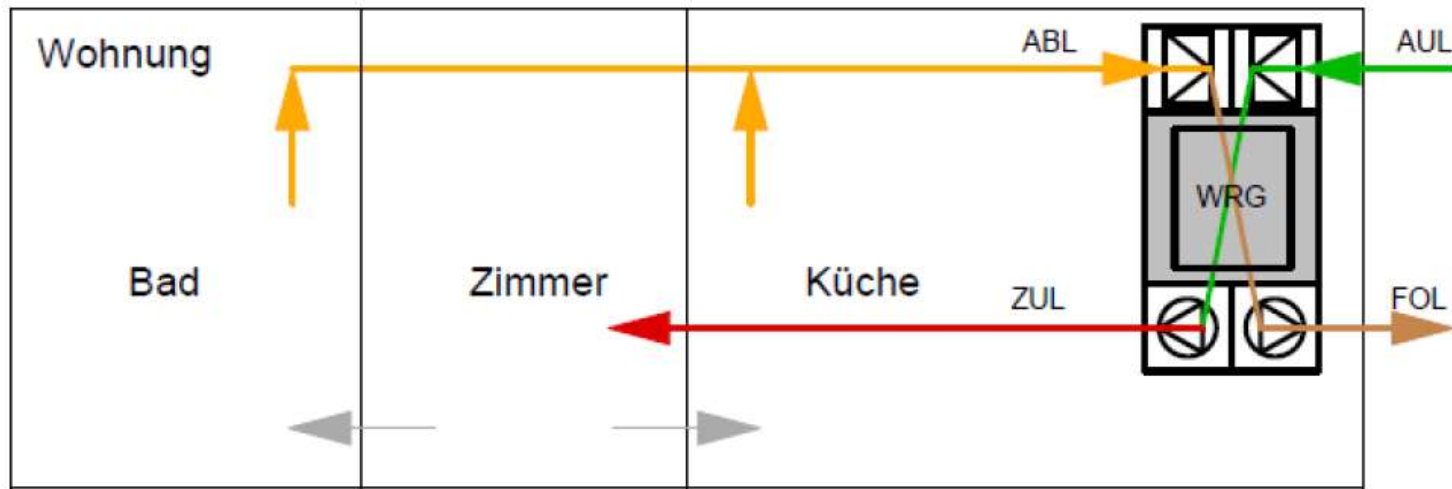 Wohnung
ABL
AUL
WRG
Bad
Zimmer
Küche
ZUL
FOL